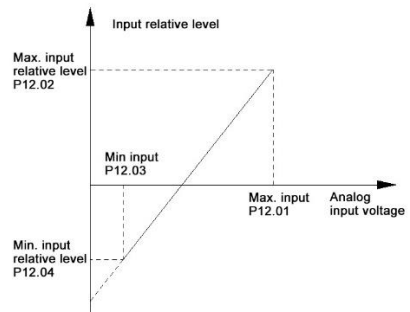 Input relative level
Max. input
relative level
P12.02
Min input
P12.03
Max. input
P12.01
Analog
input voltage
Min. input
relative level
P12.04